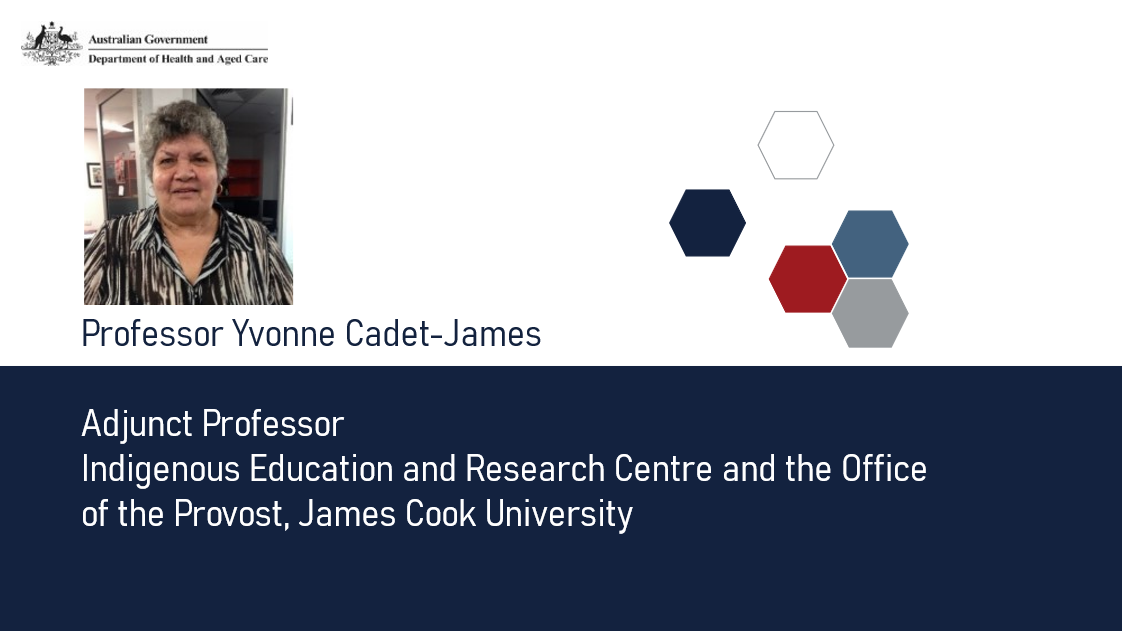 Australian Government
Department of Health and Aged Care
Professor Yvonne Cadet-James
Adjunct Professor
Indigenous Education and Research Centre and the Office
of the Provost, James Cook University